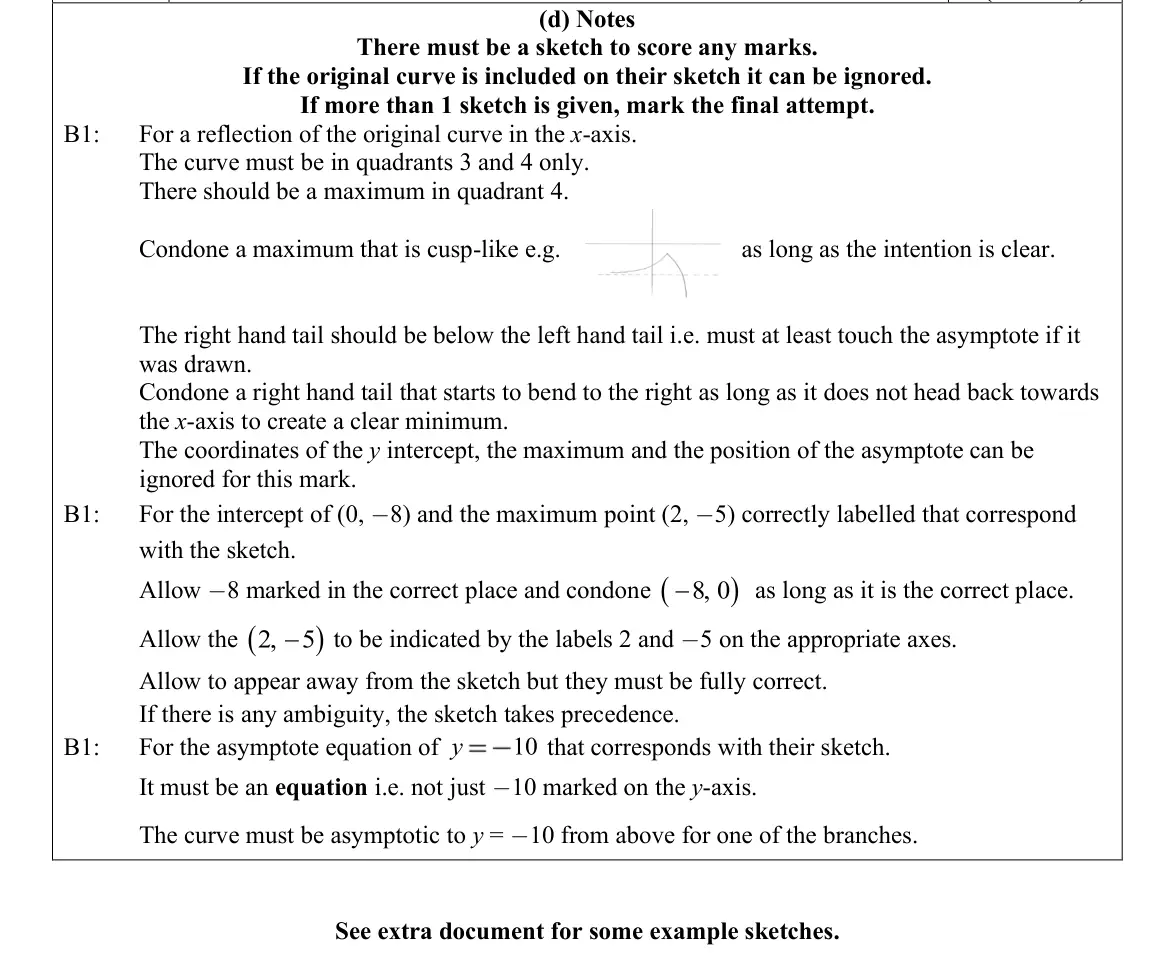 (d) Notes
There must be a sketch to score any marks.
If the original curve is included on their sketch it can be ignored.
If more than 1 sketch is given, mark the final attempt.
B1: For a reflection of the original curve in the x-axis.
The curve must be in quadrants 3 and 4 only.
There should be a maximum in quadrant 4.
Condone a maximum that is cusp-like e.g. as long as the intention is clear.
The right hand tail should be below the left hand tail i.e. must at least touch the asymptote if it
was drawn.
Condone a right hand tail that starts to bend to the right as long as it does not head back towards
the x-axis to create a clear minimum.
The coordinates of the y intercept, the maximum and the position of the asymptote can be
ignored for this mark.
B1: For the intercept of (0, −8) and the maximum point (2, −5) correctly labelled that correspond
with the sketch.
Allow −8 marked in the correct place and condone (−8, 0) as long as it is the correct place.
Allow the (2, −5) to be indicated by the labels 2 and −5 on the appropriate axes.
Allow to appear away from the sketch but they must be fully correct.
If there is any ambiguity, the sketch takes precedence.
B1: For the asymptote equation of y = −10 that corresponds with their sketch.
It must be an equation i.e. not just −10 marked on the y-axis.
The curve must be asymptotic to y = −10 from above for one of the branches.
See extra document for some example sketches.